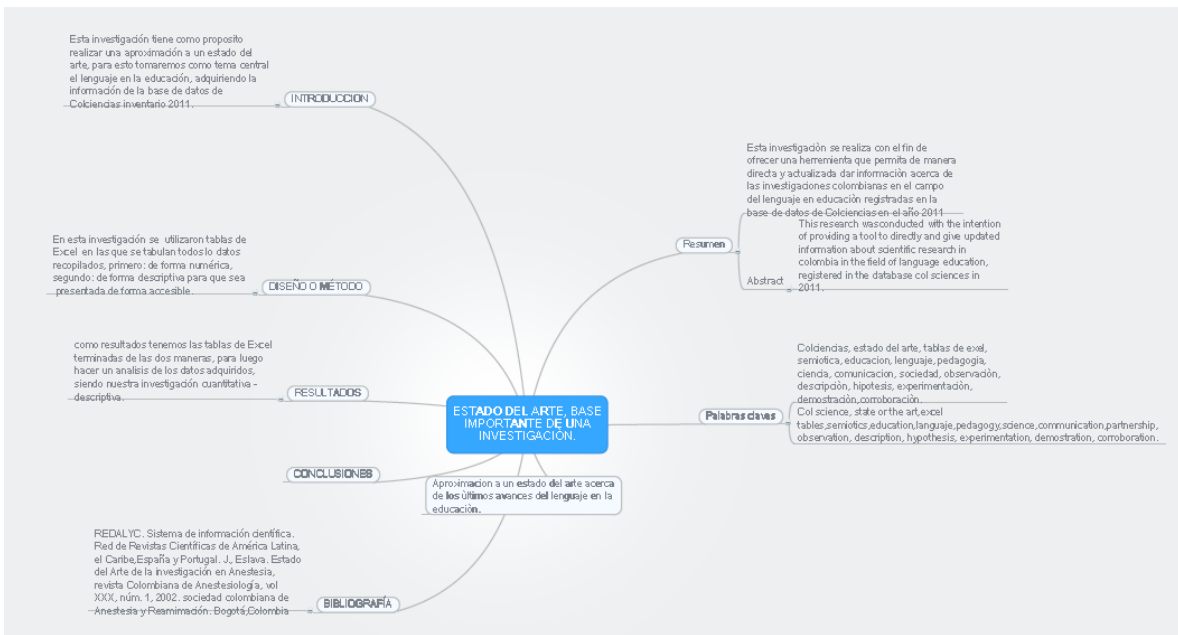 Esta investigación tiene como proposito
realizar una aproximación a un estado del
arte, para esto tomaremos como tema central
el lenguaje en la educación, adquiriendo la
información de la base de datos de
Colciencias inventario 2011.
INTRODUCCION
En esta investigación se utilizaron tablas de
Excel en las que se tabulan todos lo datos
recopilados, primero: de forma numérica,
segundo: de forma descriptiva para que sea
presentada de forma accesible.
DISEÑO O MÉTODO
como resultados tenemos las tablas de Excel
terminadas de las dos maneras, para luego
hacer un analisis de los datos adquiridos,
siendo nuestra investigación cuantitativa -
descriptiva.
RESULTADOS
CONCLUSIONES
REDALYC. Sistema de información científica.
Red de Revistas Científicas de América Latina,
el Caribe,España y Portugal. J., Eslava. Estado
del Arte de la investigación en Anestesia,
revista Colombiana de Anestesiología, vol
XXX, núm. 1, 2002. sociedad colombiana de
Anestesia y Reamimación. Bogotá,Colombia
BIBLIOGRAFÍA
ESTADO DEL ARTE, BASE
IMPORTANTE DE UNA
INVESTIGACIÓN.
Aproximacion a un estado del arte acerca
de los ùltimos avances del lenguaje en la
educaciòn.
Resumen
Esta investigaciòn se realiza con el fin de
ofrecer una herremienta que permita de manera
directa y actualizada dar informaciòn acerca de
las investigaciones colombianas en el campo
del lenguaje en educaciòn registradas en la
base de datos de Colciencias en el año 2011
Abstract
This research wasconducted with the intention
of providing a tool to directly and give updated
information about scientific research in
colombia in the field of language education,
registered in the database col sciences in
2011.
Palabras claves
Colciencias, estado del arte, tablas de exel,
semiotica, educacion, lenguaje, pedagogia,
ciencia, comunicacion, sociedad, observaciòn,
descripciòn, hipotesis, experimentaciòn,
demostraciòn,corroboraciòn.
Col science, state or the art,excel
tables,semiotics,education,language,pedagogy,science,communication,partnership,
observation, description, hypothesis, experimentation, demostration, corroboration.